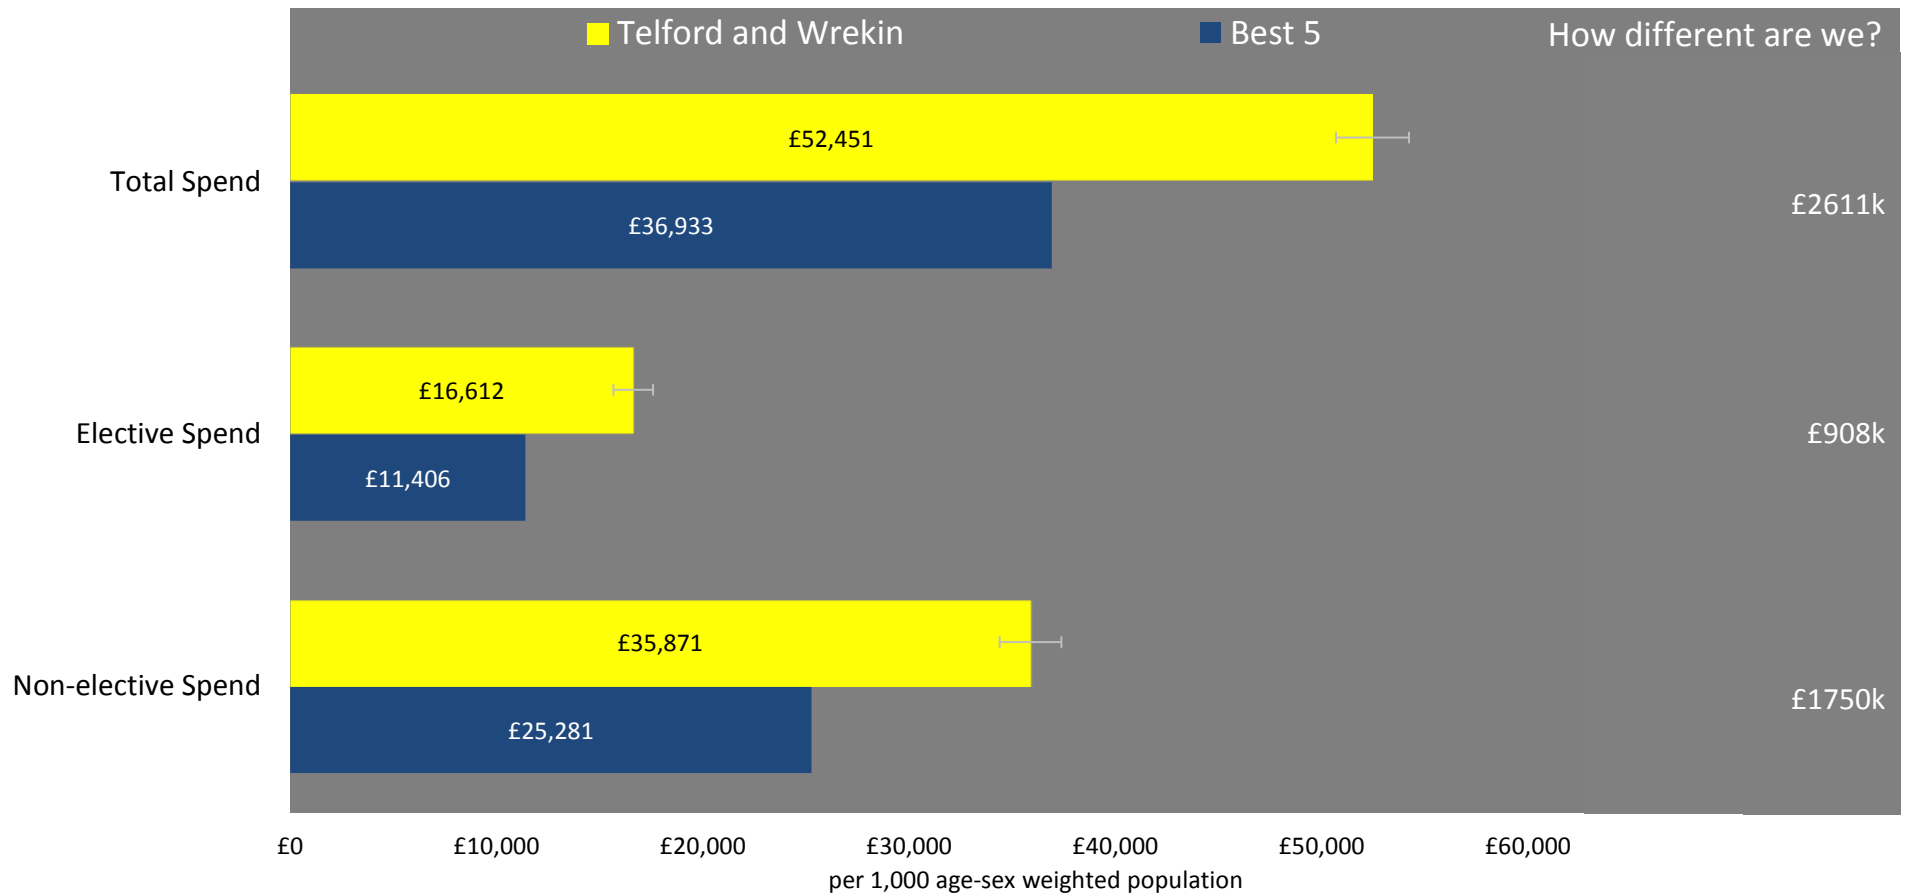 Telford and Wrekin
Best 5
How different are we?
Total Spend
£52,451
£36,933
£2611k
Elective Spend
£16,612
£11,406
£908k
Non-elective Spend
£35,871
£25,281
£1750k
£0 £10,000 £20,000 £30,000 £40,000 £50,000 £60,000
per 1,000 age-sex weighted population